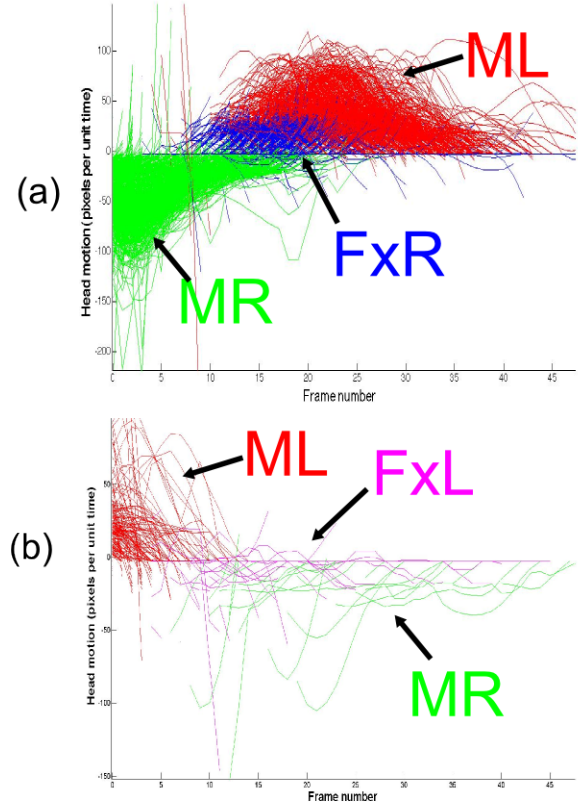 (a)
Head motion (pixels per unit time)
100
50
0
-50
-100
-150
-200
ML
FxR
MR
0 5 10 15 20 25 30 35 40 45
Frame number
(b)
Head motion (pixels per unit time)
50
0
-50
-100
-150
ML
FxL
MR
0 5 10 15 20 25 30 35 40 45
Frame number